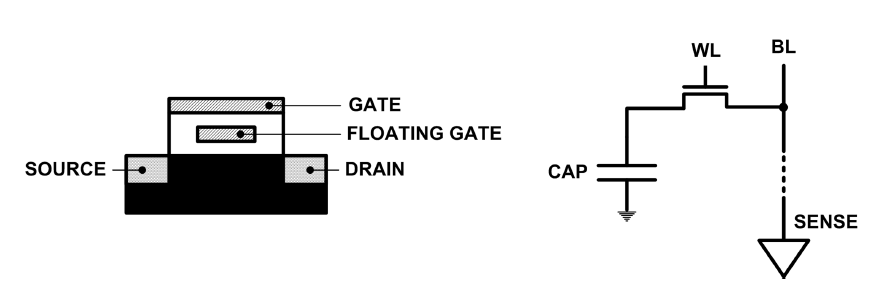 GATE
FLOATING GATE
SOURCE
DRAIN
WL
BL
CAP
SENSE